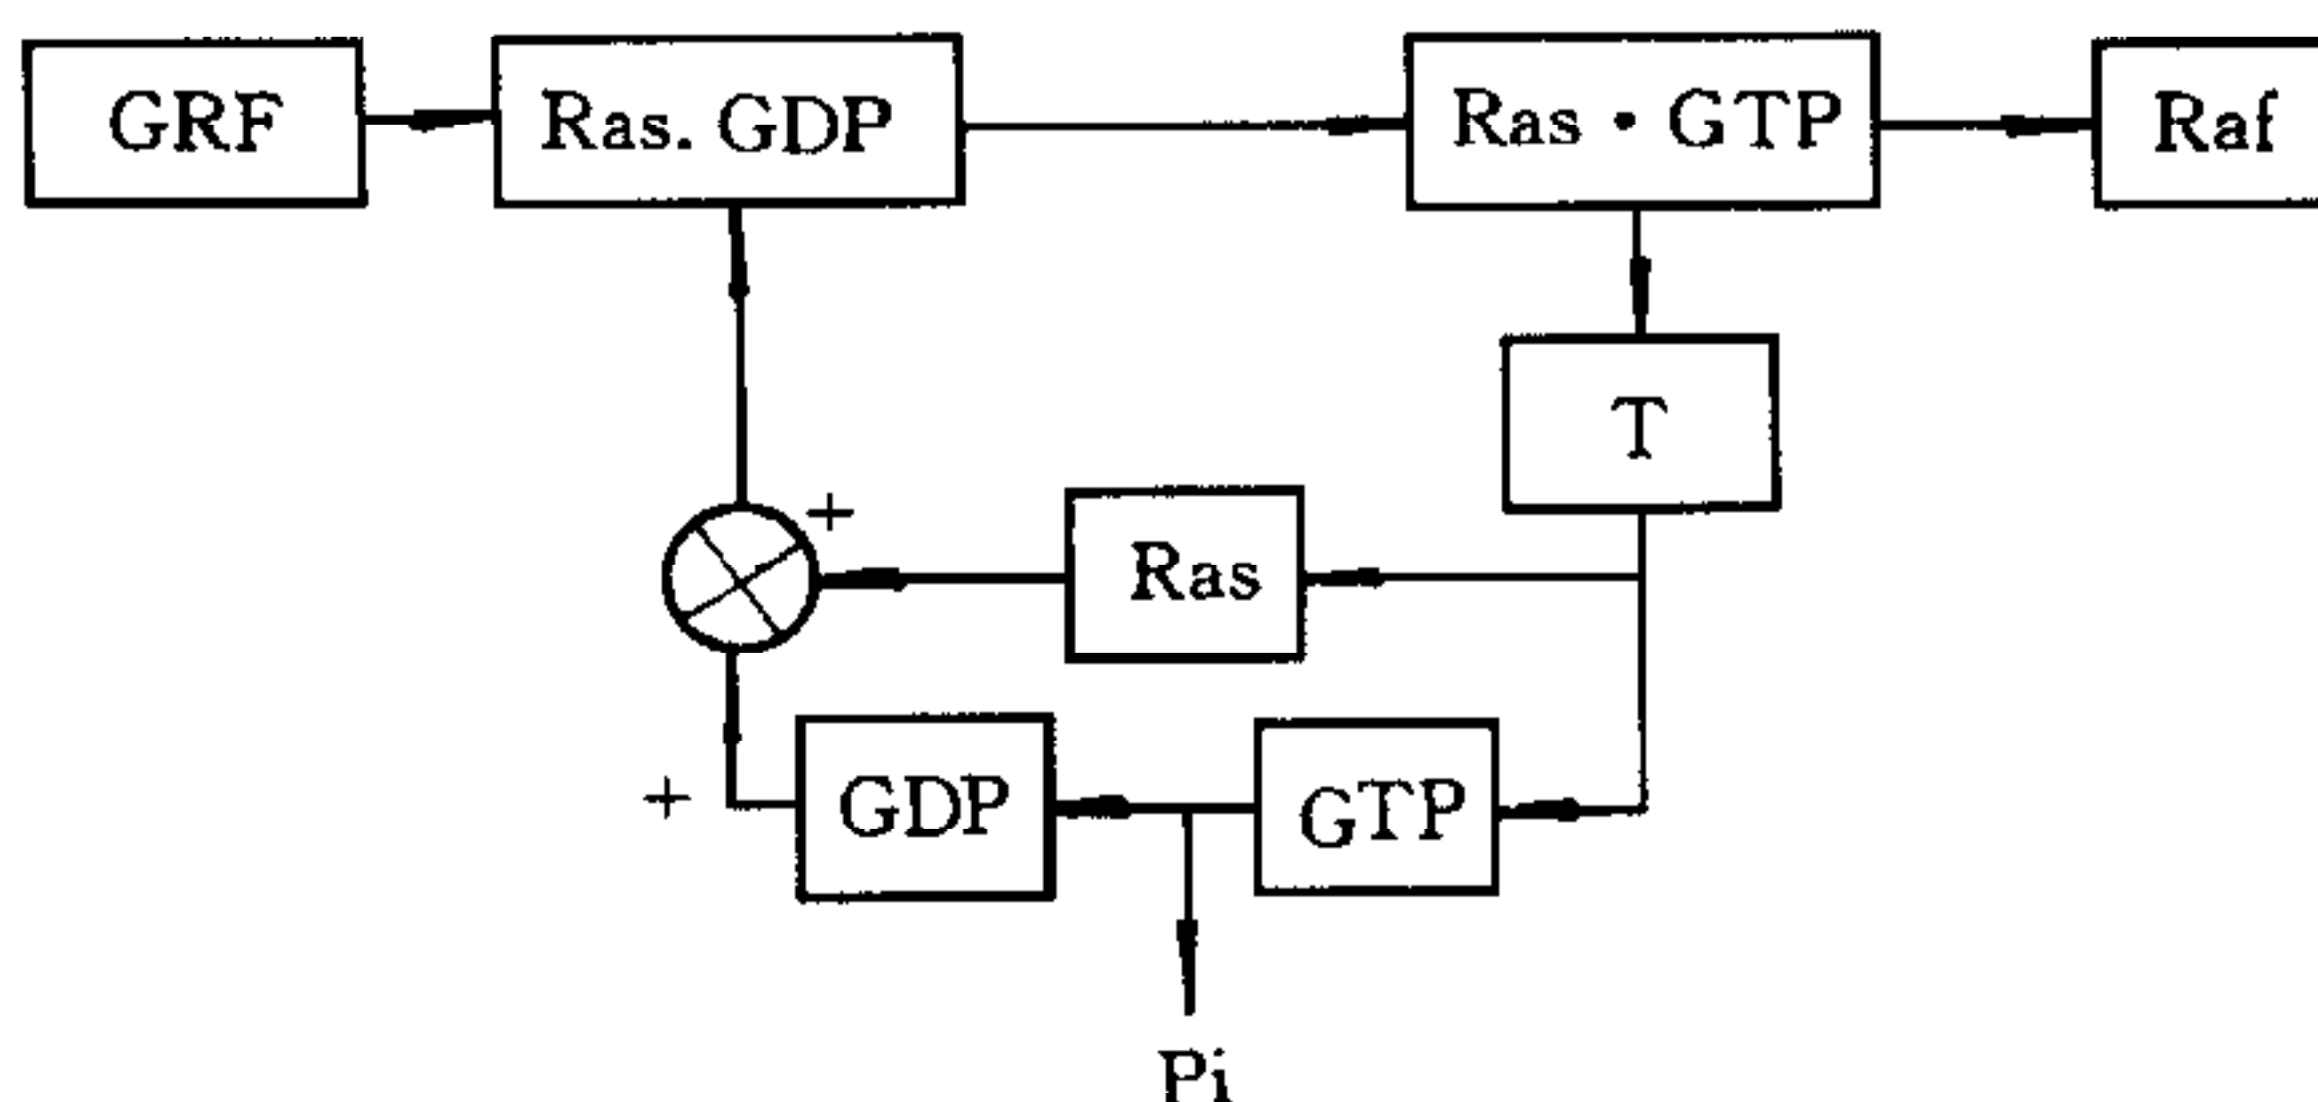 GRF
Ras. GDP
Ras • GTP
Raf
T
+
Ras
+
GDP
GTP
Pi